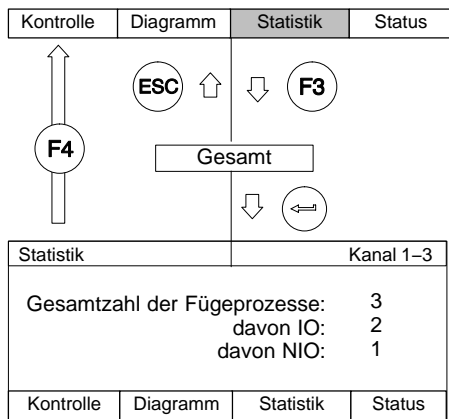 Kontrolle Diagramm Statistik Status
ESC F3
F4
Gesamt
Statistik Kanal 1–3
Gesamtzahl der Fügeprozesse: 3
davon IO: 2
davon NIO: 1
Kontrolle Diagramm Statistik Status